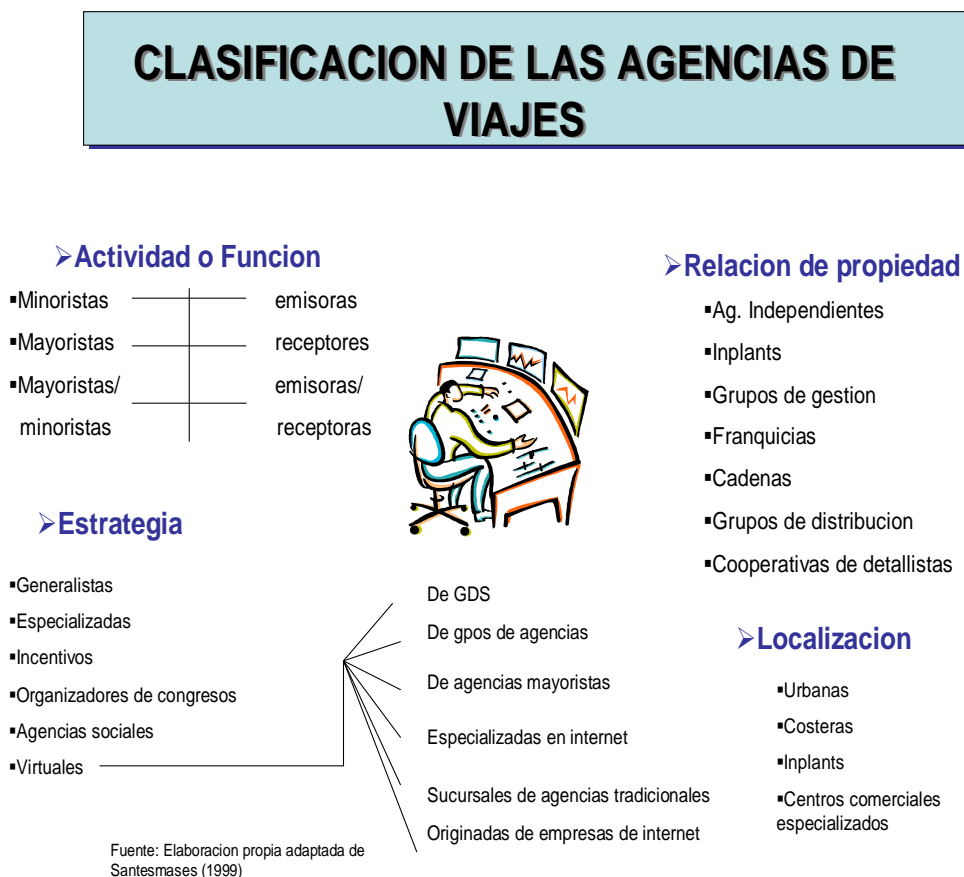 CLASIFICACION DE LAS AGENCIAS DE
VIAJES
➢Actividad o Funcion
▪Minoristas
emisoras
▪Mayoristas
receptores
▪Mayoristas/
emisoras/
minoristas
receptoras
➢Estrategia
▪Generalistas
▪Especializadas
▪Incentivos
▪Organizadores de congresos
▪Agencias sociales
▪Virtuales
De GDS
De gpos de agencias
De agencias mayoristas
Especializadas en internet
Sucursales de agencias tradicionales
Originadas de empresas de internet
➢Relacion de propiedad
▪Ag. Independientes
▪Inplants
▪Grupos de gestion
▪Franquicias
▪Cadenas
▪Grupos de distribucion
▪Cooperativas de detallistas
➢Localizacion
▪Urbanas
▪Costeras
▪Inplants
▪Centros comerciales
especializados
Fuente: Elaboracion propia adaptada de
Santesmases (1999)